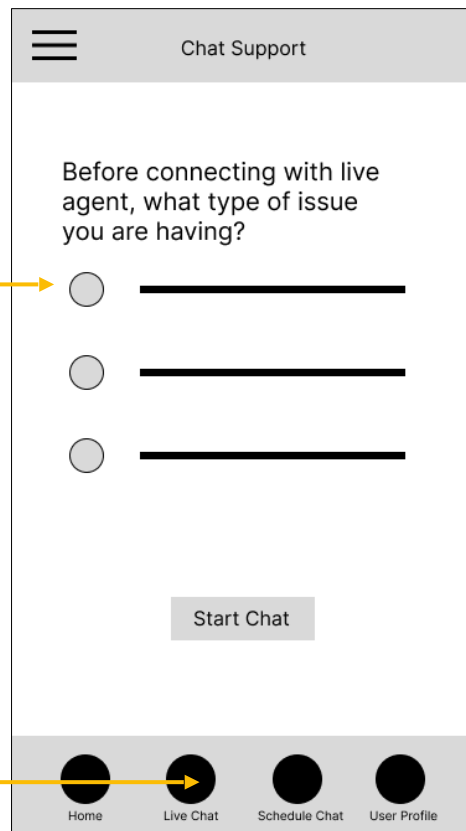 Chat Support
Before connecting with live
agent, what type of issue
you are having?
Start Chat
Home
Live Chat
Schedule Chat
User Profile